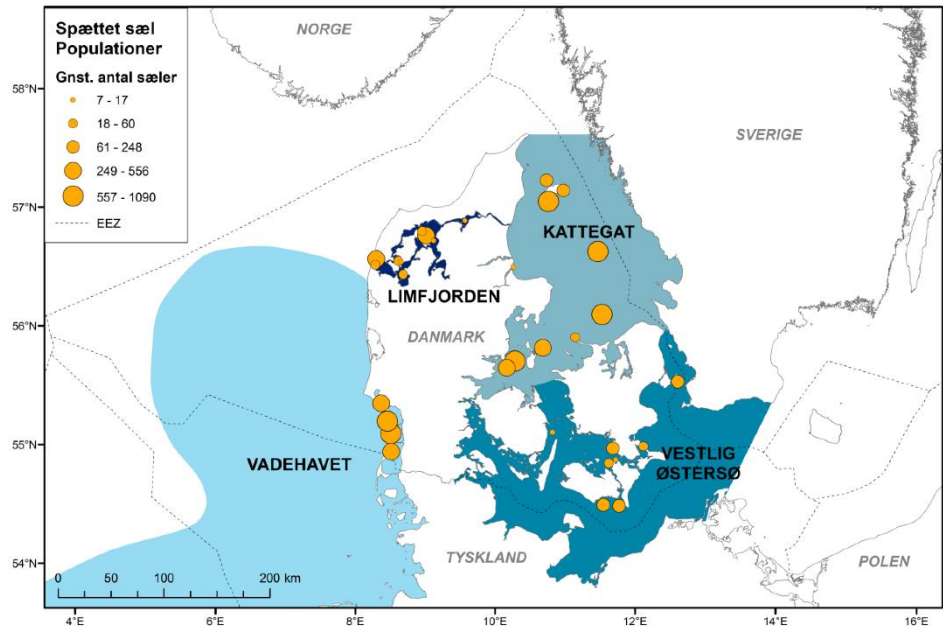 Spættet sæl
Populationer
Gnst. antal sæler
7 - 17
18 - 60
61 - 248
249 - 556
557 - 1090
EEZ
NORGE
SVERIGE
KATTEGAT
LIMFJORDEN
DANMARK
VADEHAVET
VESTLIG
ØSTERSØ
TYSKLAND
POLEN
58°N
57°N
56°N
55°N
54°N
0 50 100 200 km
4°E 6°E 8°E 10°E 12°E 14°E 16°E